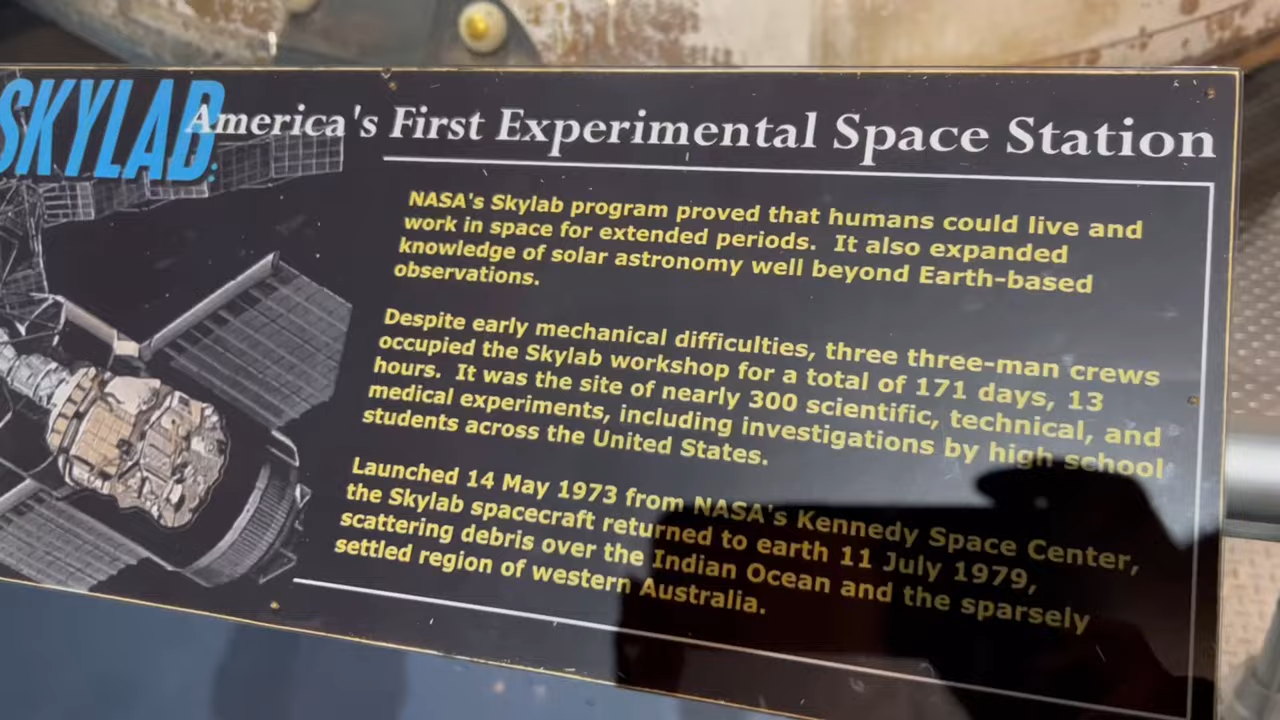 SKYLAB:
America's First Experimental Space Station
NASA's Skylab program proved that humans could live and
work in space for extended periods. It also expanded
knowledge of solar astronomy well beyond Earth-based
observations.
Despite early mechanical difficulties, three three-man crews
occupied the Skylab workshop for a total of 171 days, 13
hours. It was the site of nearly 300 scientific, technical, and
medical experiments, including investigations by high school
students across the United States.
Launched 14 May 1973 from NASA's Kennedy Space Center,
the Skylab spacecraft returned to earth 11 July 1979,
scattering debris over the Indian Ocean and the sparsely
settled region of western Australia.